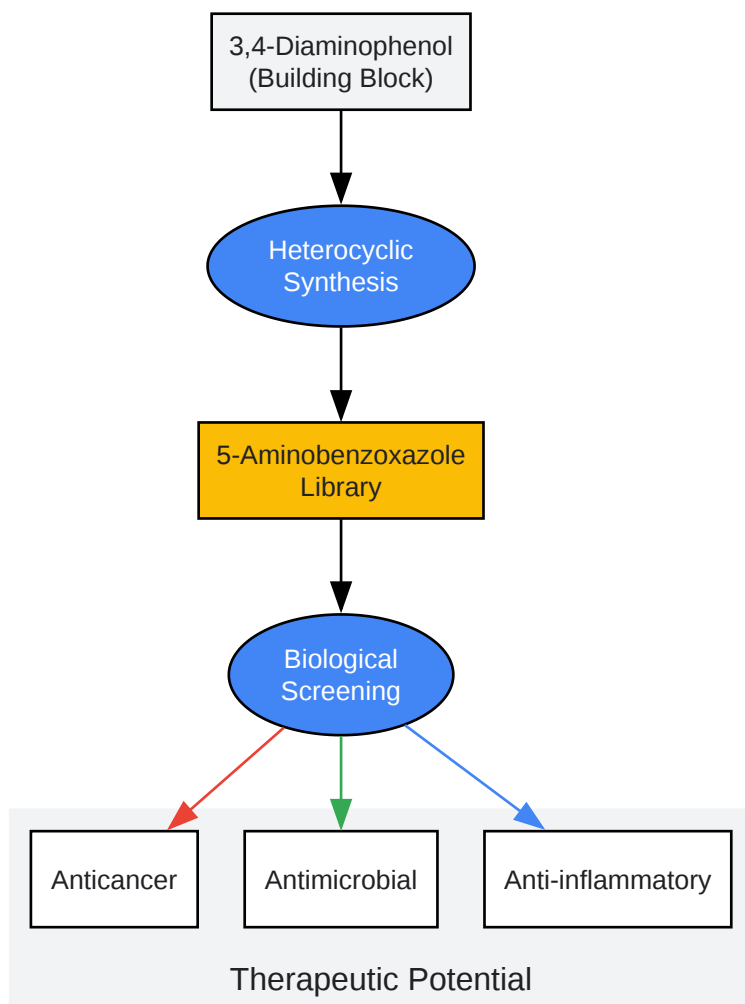 3,4-Diaminophenol
(Building Block)
Heterocyclic
Synthesis
5-Aminobenzoxazole
Library
Biological
Screening
Anticancer
Antimicrobial
Anti-inflammatory
Therapeutic Potential